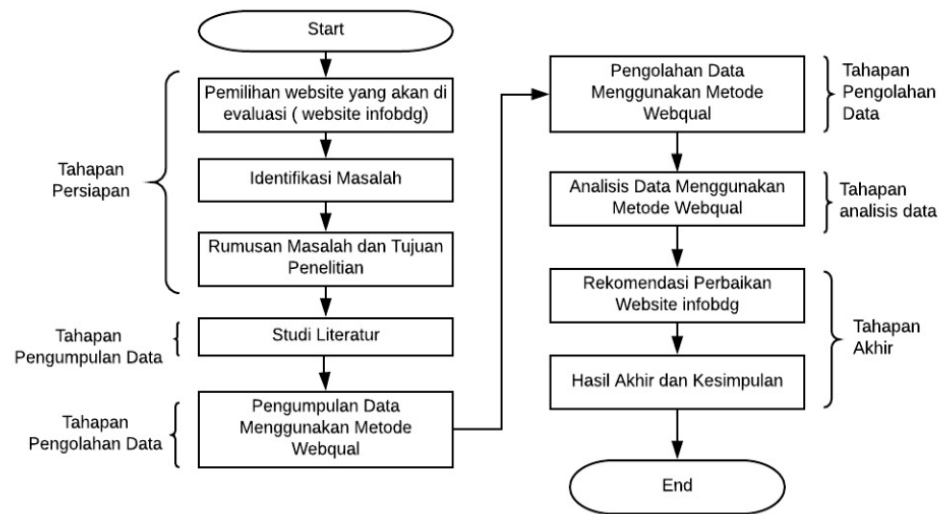 Start
Tahapan
Persiapan
Pemilihan website yang akan di
evaluasi ( website infobdg)
Identifikasi Masalah
Rumusan Masalah dan Tujuan
Penelitian
Tahapan
Pengumpulan Data
Studi Literatur
Tahapan
Pengolahan Data
Pengumpulan Data
Menggunakan Metode
Webqual
Pengolahan Data
Menggunakan Metode
Webqual
Tahapan
Pengolahan
Data
Analisis Data Menggunakan
Metode Webqual
Tahapan
analisis data
Rekomendasi Perbaikan
Website infobdg
Hasil Akhir dan Kesimpulan
Tahapan
Akhir
End